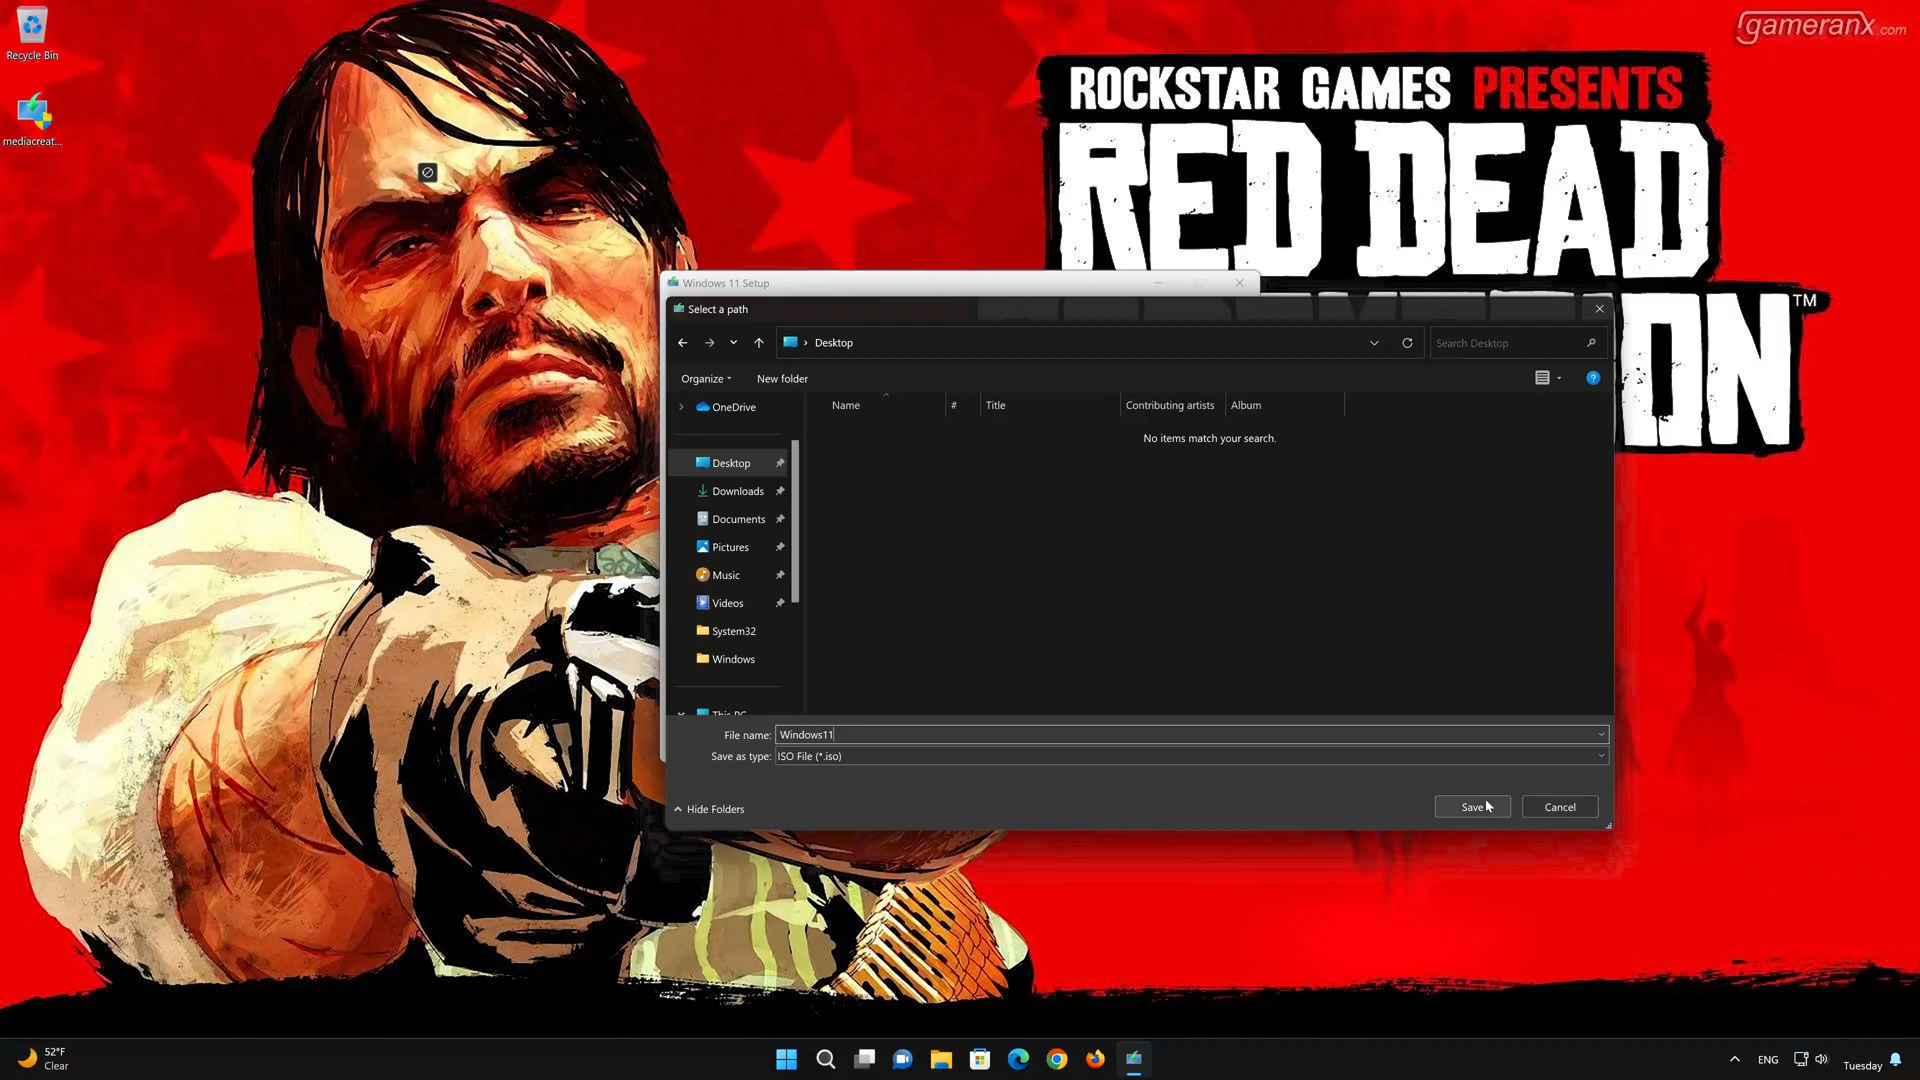 Recycle Bin
mediacreat...
gameranx.com
ROCKSTAR GAMES PRESENTS
RED DEAD
ON
TM
Windows 11 Setup
Select a path
Desktop
Search Desktop
Organize
New folder
Name
#
Title
Contributing artists
Album
No items match your search.
OneDrive
Desktop
Downloads
Documents
Pictures
Music
Videos
System32
Windows
This PC
File name: Windows11
Save as type: ISO File (*.iso)
Hide Folders
Save
Cancel
52°F
Clear
ENG
Tuesday